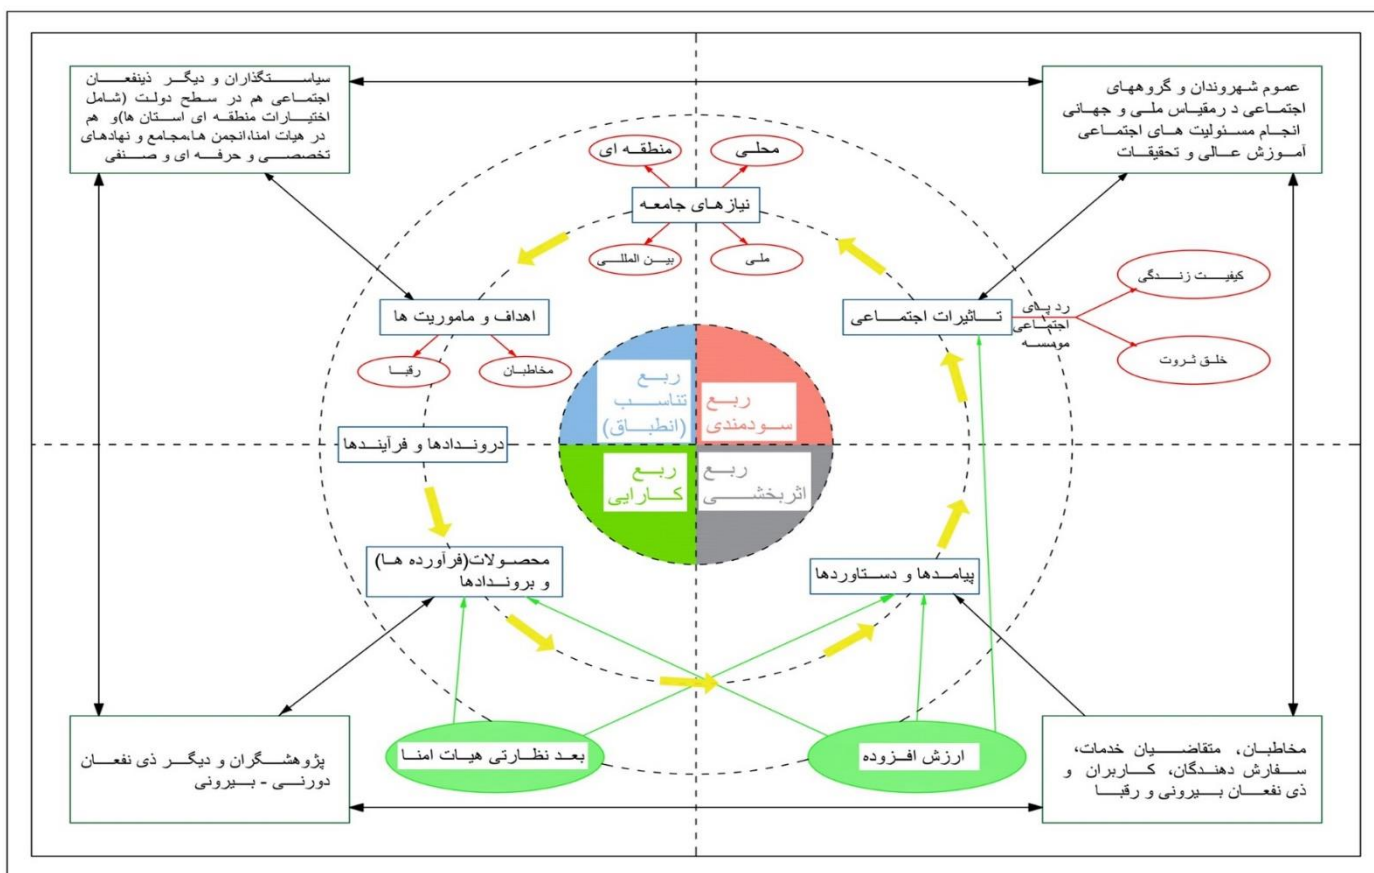 سیاستگذاران و دیگر ذینفعان
اجتماعی هم در سطح دولت (شامل
اختیارات منطقه ای استان ها)و هم
در هیات امنا،انجمن ها،مجامع و نهادهای
تخصصی و حرفه ای و صنفی
عموم شهروندان و گروههای
اجتماعی د رمقیاس ملی و جهانی
انجام مسئولیت های اجتماعی
آموزش عالی و تحقیقات
محلی
منطقه ای
نیازهای جامعه
ملی
بین المللی
کیفیت زندگی
تاثیرات اجتماعی
رد پای
اجتماعی
موسسه
خلق ثروت
اهداف و ماموریت ها
مخاطبان
رقبا
ربع
سودمندی
ربع
تناسب
(انطباق)
دروندادها و فرآیندها
ربع
اثربخشی
ربع
کارایی
محصولات(فرآورده ها)
و بروندادها
پیامدها و دستاوردها
ارزش افزوده
بعد نظارتی هیات امنا
مخاطبان، متقاضیان خدمات،
سفارش دهندگان، کاربران و
ذی نفعان بیرونی و رقبا
پژوهشگران و دیگر ذی نفعان
دورنی - بیرونی